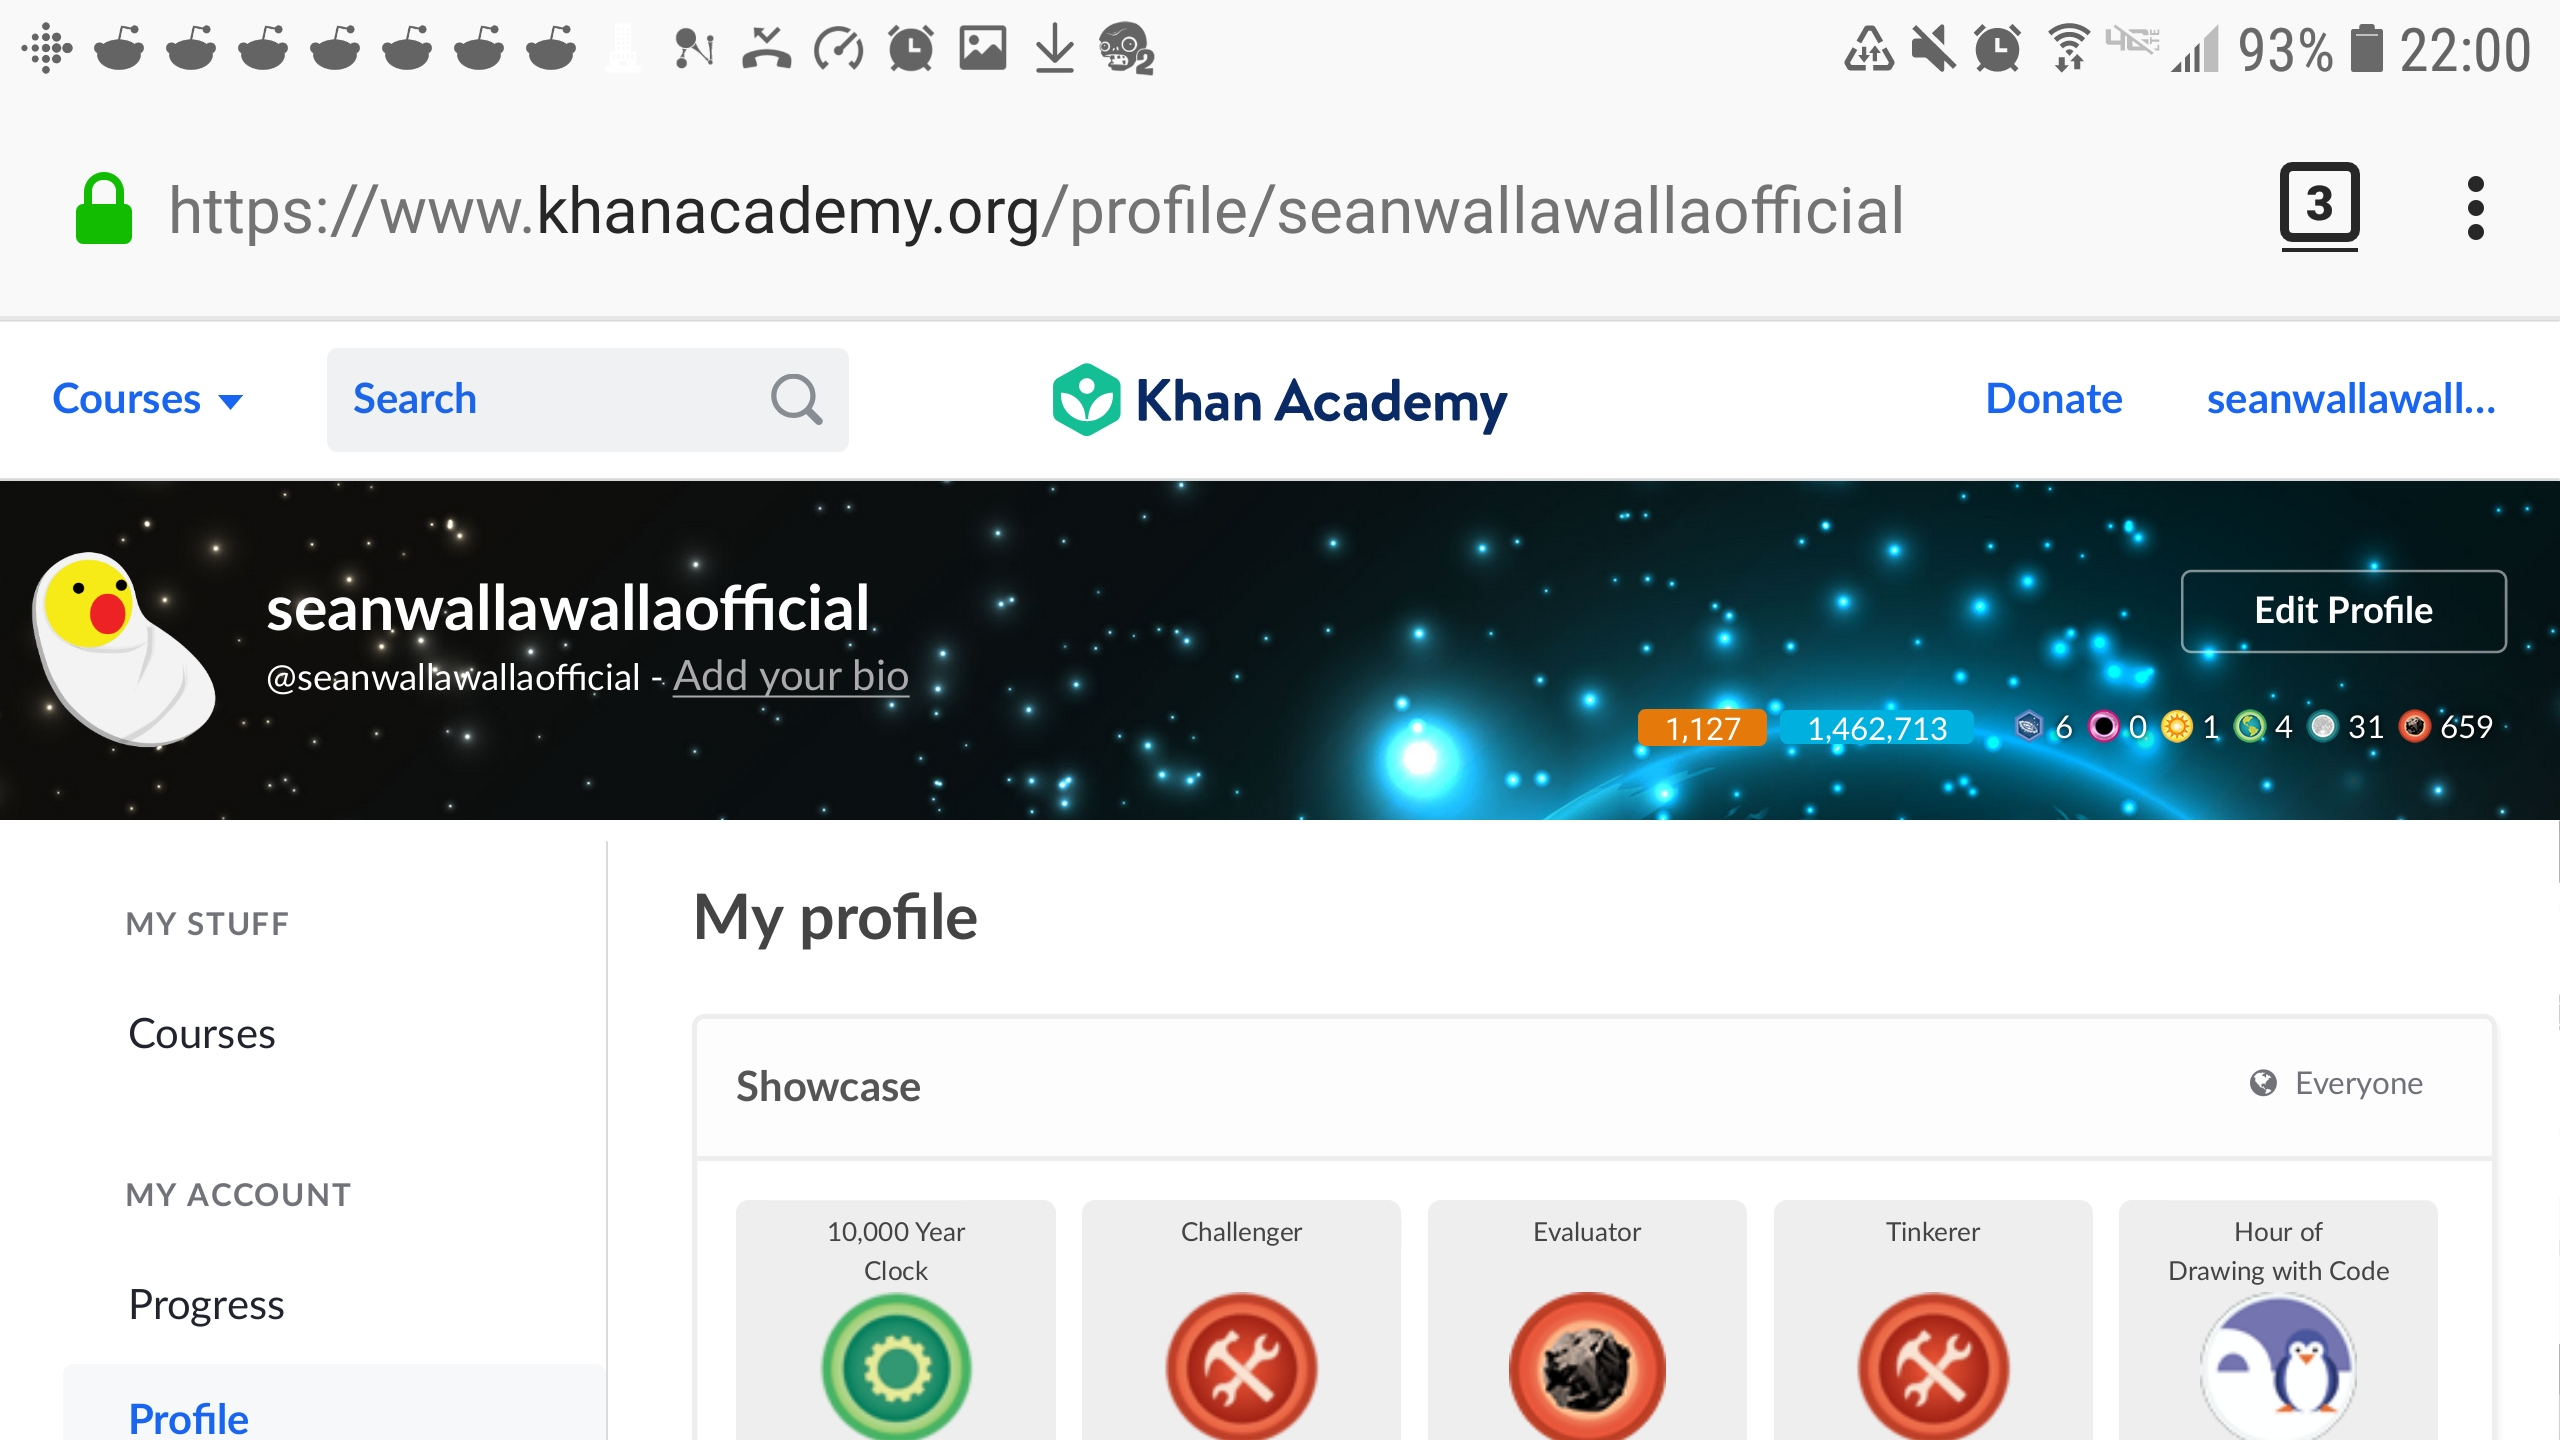 93% 22:00
https://www.khanacademy.org/profile/seanwallawallaofficial
3
Courses
Search
Khan Academy
Donate
seanwallawall...
seanwallawallaofficial
@seanwallawallaofficial - Add your bio
Edit Profile
1,127 1,462,713 6 0 1 4 31 659
MY STUFF
Courses
MY ACCOUNT
Progress
Profile
My profile
Showcase
Everyone
10,000 Year
Clock
Challenger
Evaluator
Tinkerer
Hour of
Drawing with Code